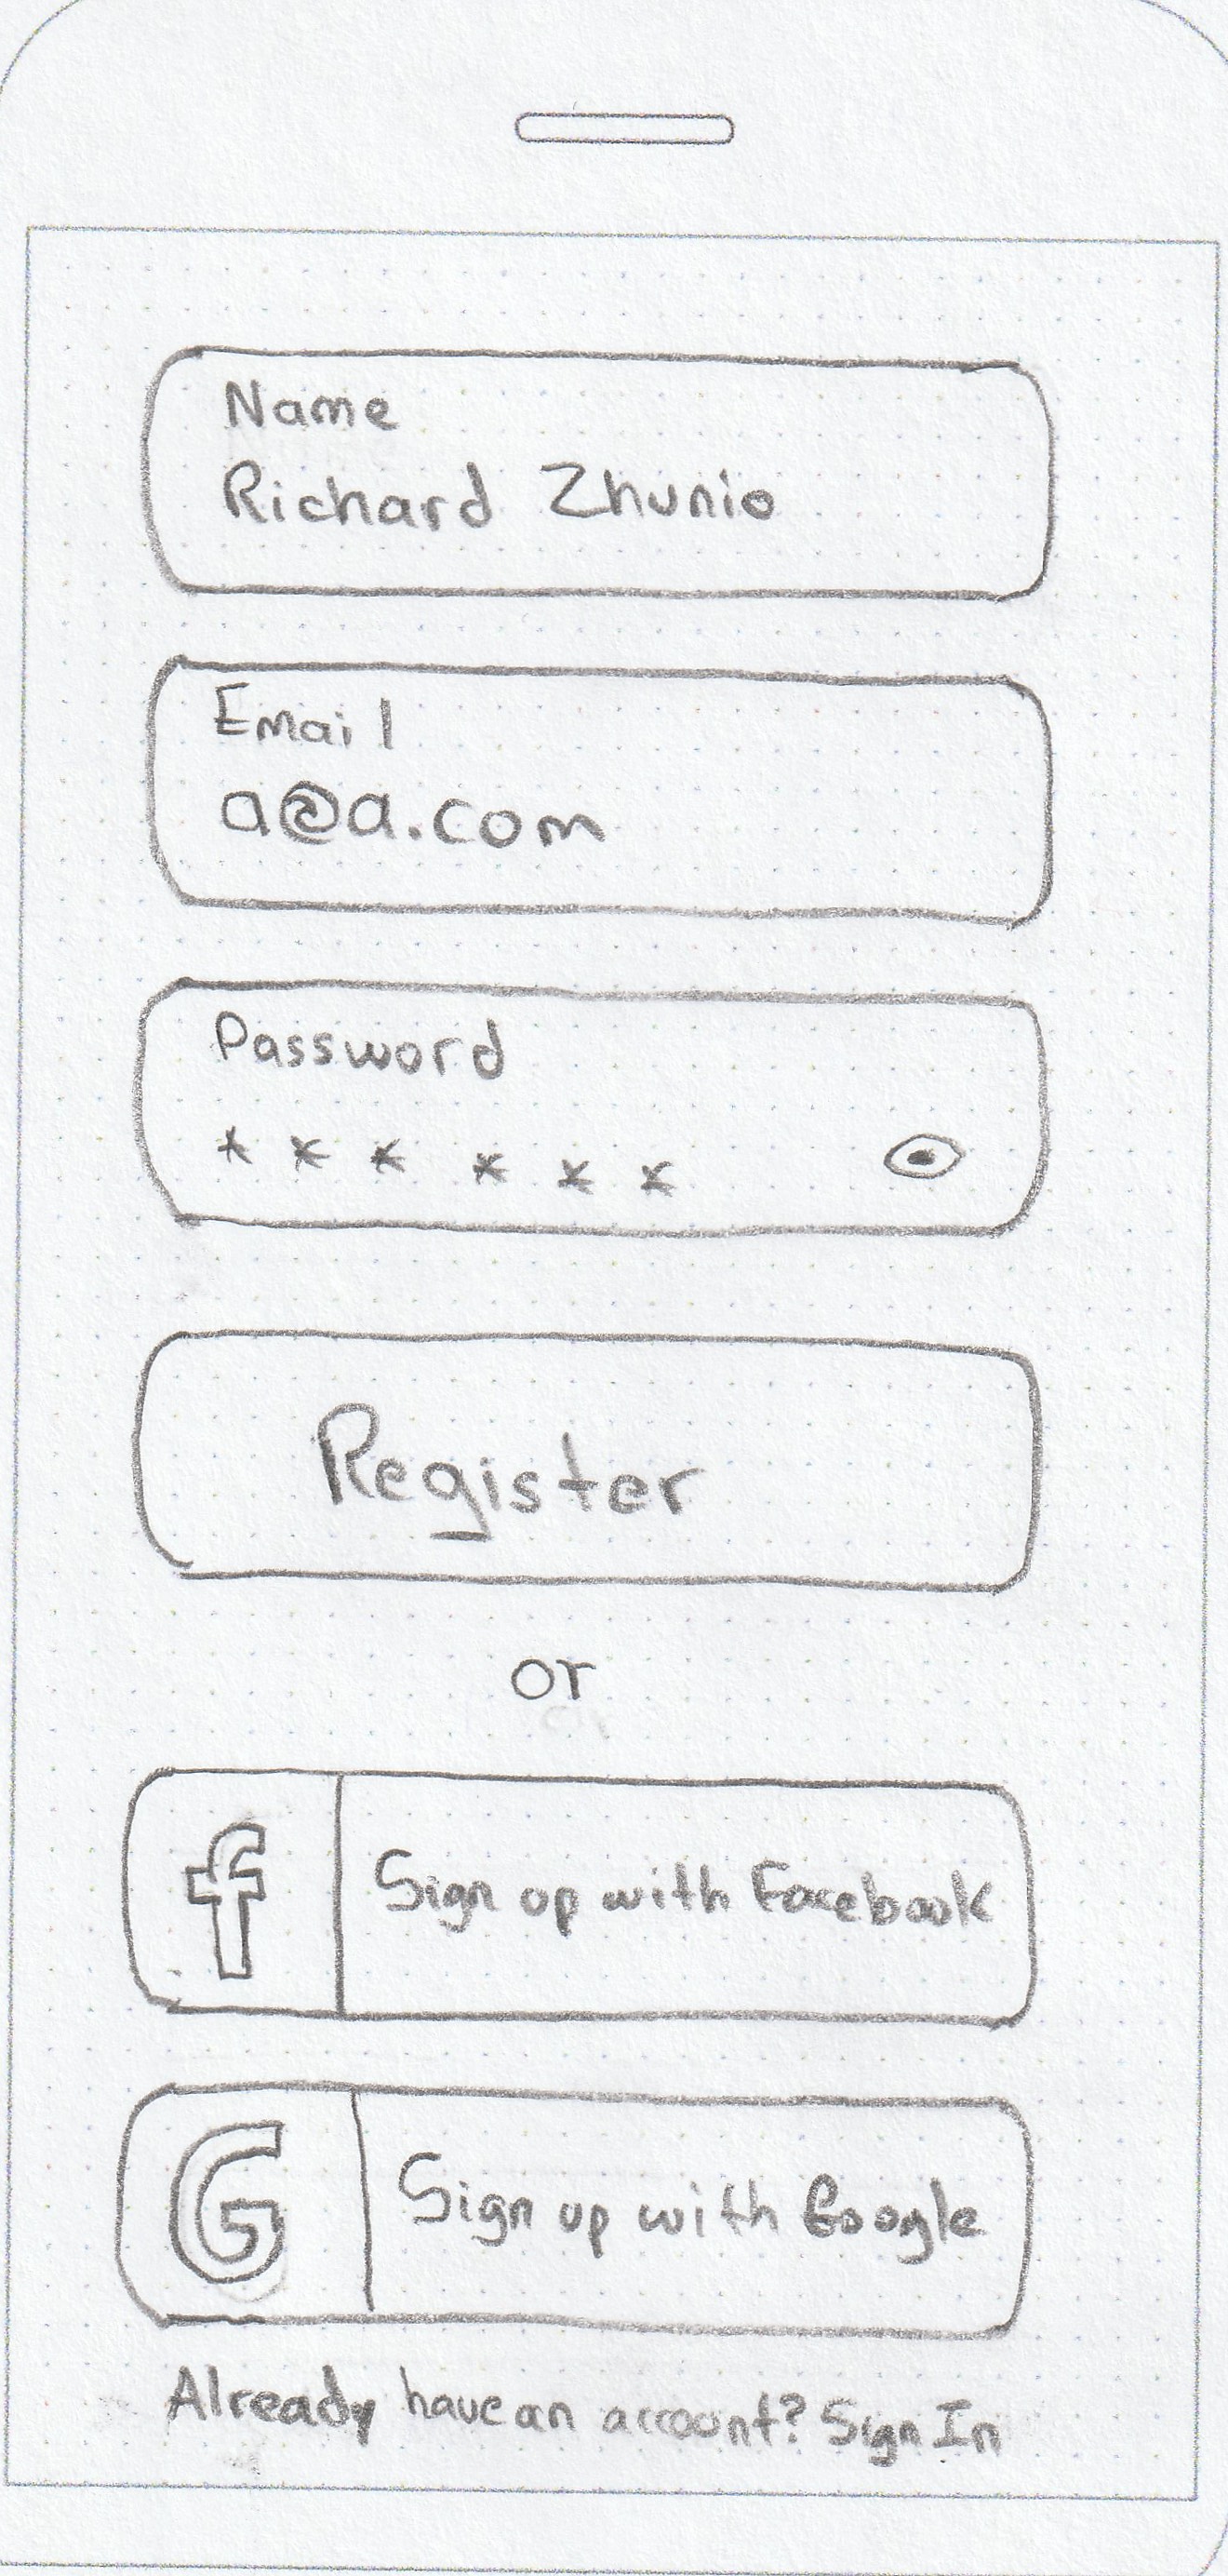 Name
Richard Zhunio
Email
a@a.com
Password
* * * * * *
Register
or
f Sign up with Facebook
G Sign up with Google
Already have an account? Sign In